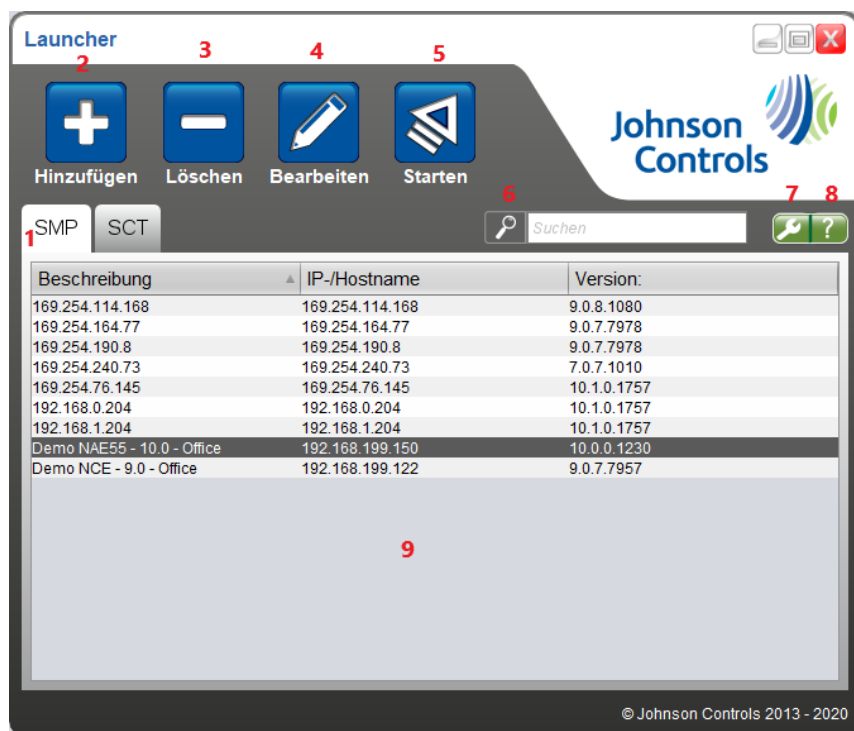 Launcher
2 3 4 5
Hinzufügen Löschen Bearbeiten Starten
Johnson
Controls
6 7 8
1 SMP SCT Suchen ?
Beschreibung IP-/Hostname Version:
169.254.114.168 169.254.114.168 9.0.8.1080
169.254.164.77 169.254.164.77 9.0.7.7978
169.254.190.8 169.254.190.8 9.0.7.7978
169.254.240.73 169.254.240.73 7.0.7.1010
169.254.76.145 169.254.76.145 10.1.0.1757
192.168.0.204 192.168.0.204 10.1.0.1757
192.168.1.204 192.168.1.204 10.1.0.1757
Demo NAE55 - 10.0 - Office 192.168.199.150 10.0.0.1230
Demo NCE - 9.0 - Office 192.168.199.122 9.0.7.7957
9
© Johnson Controls 2013 - 2020